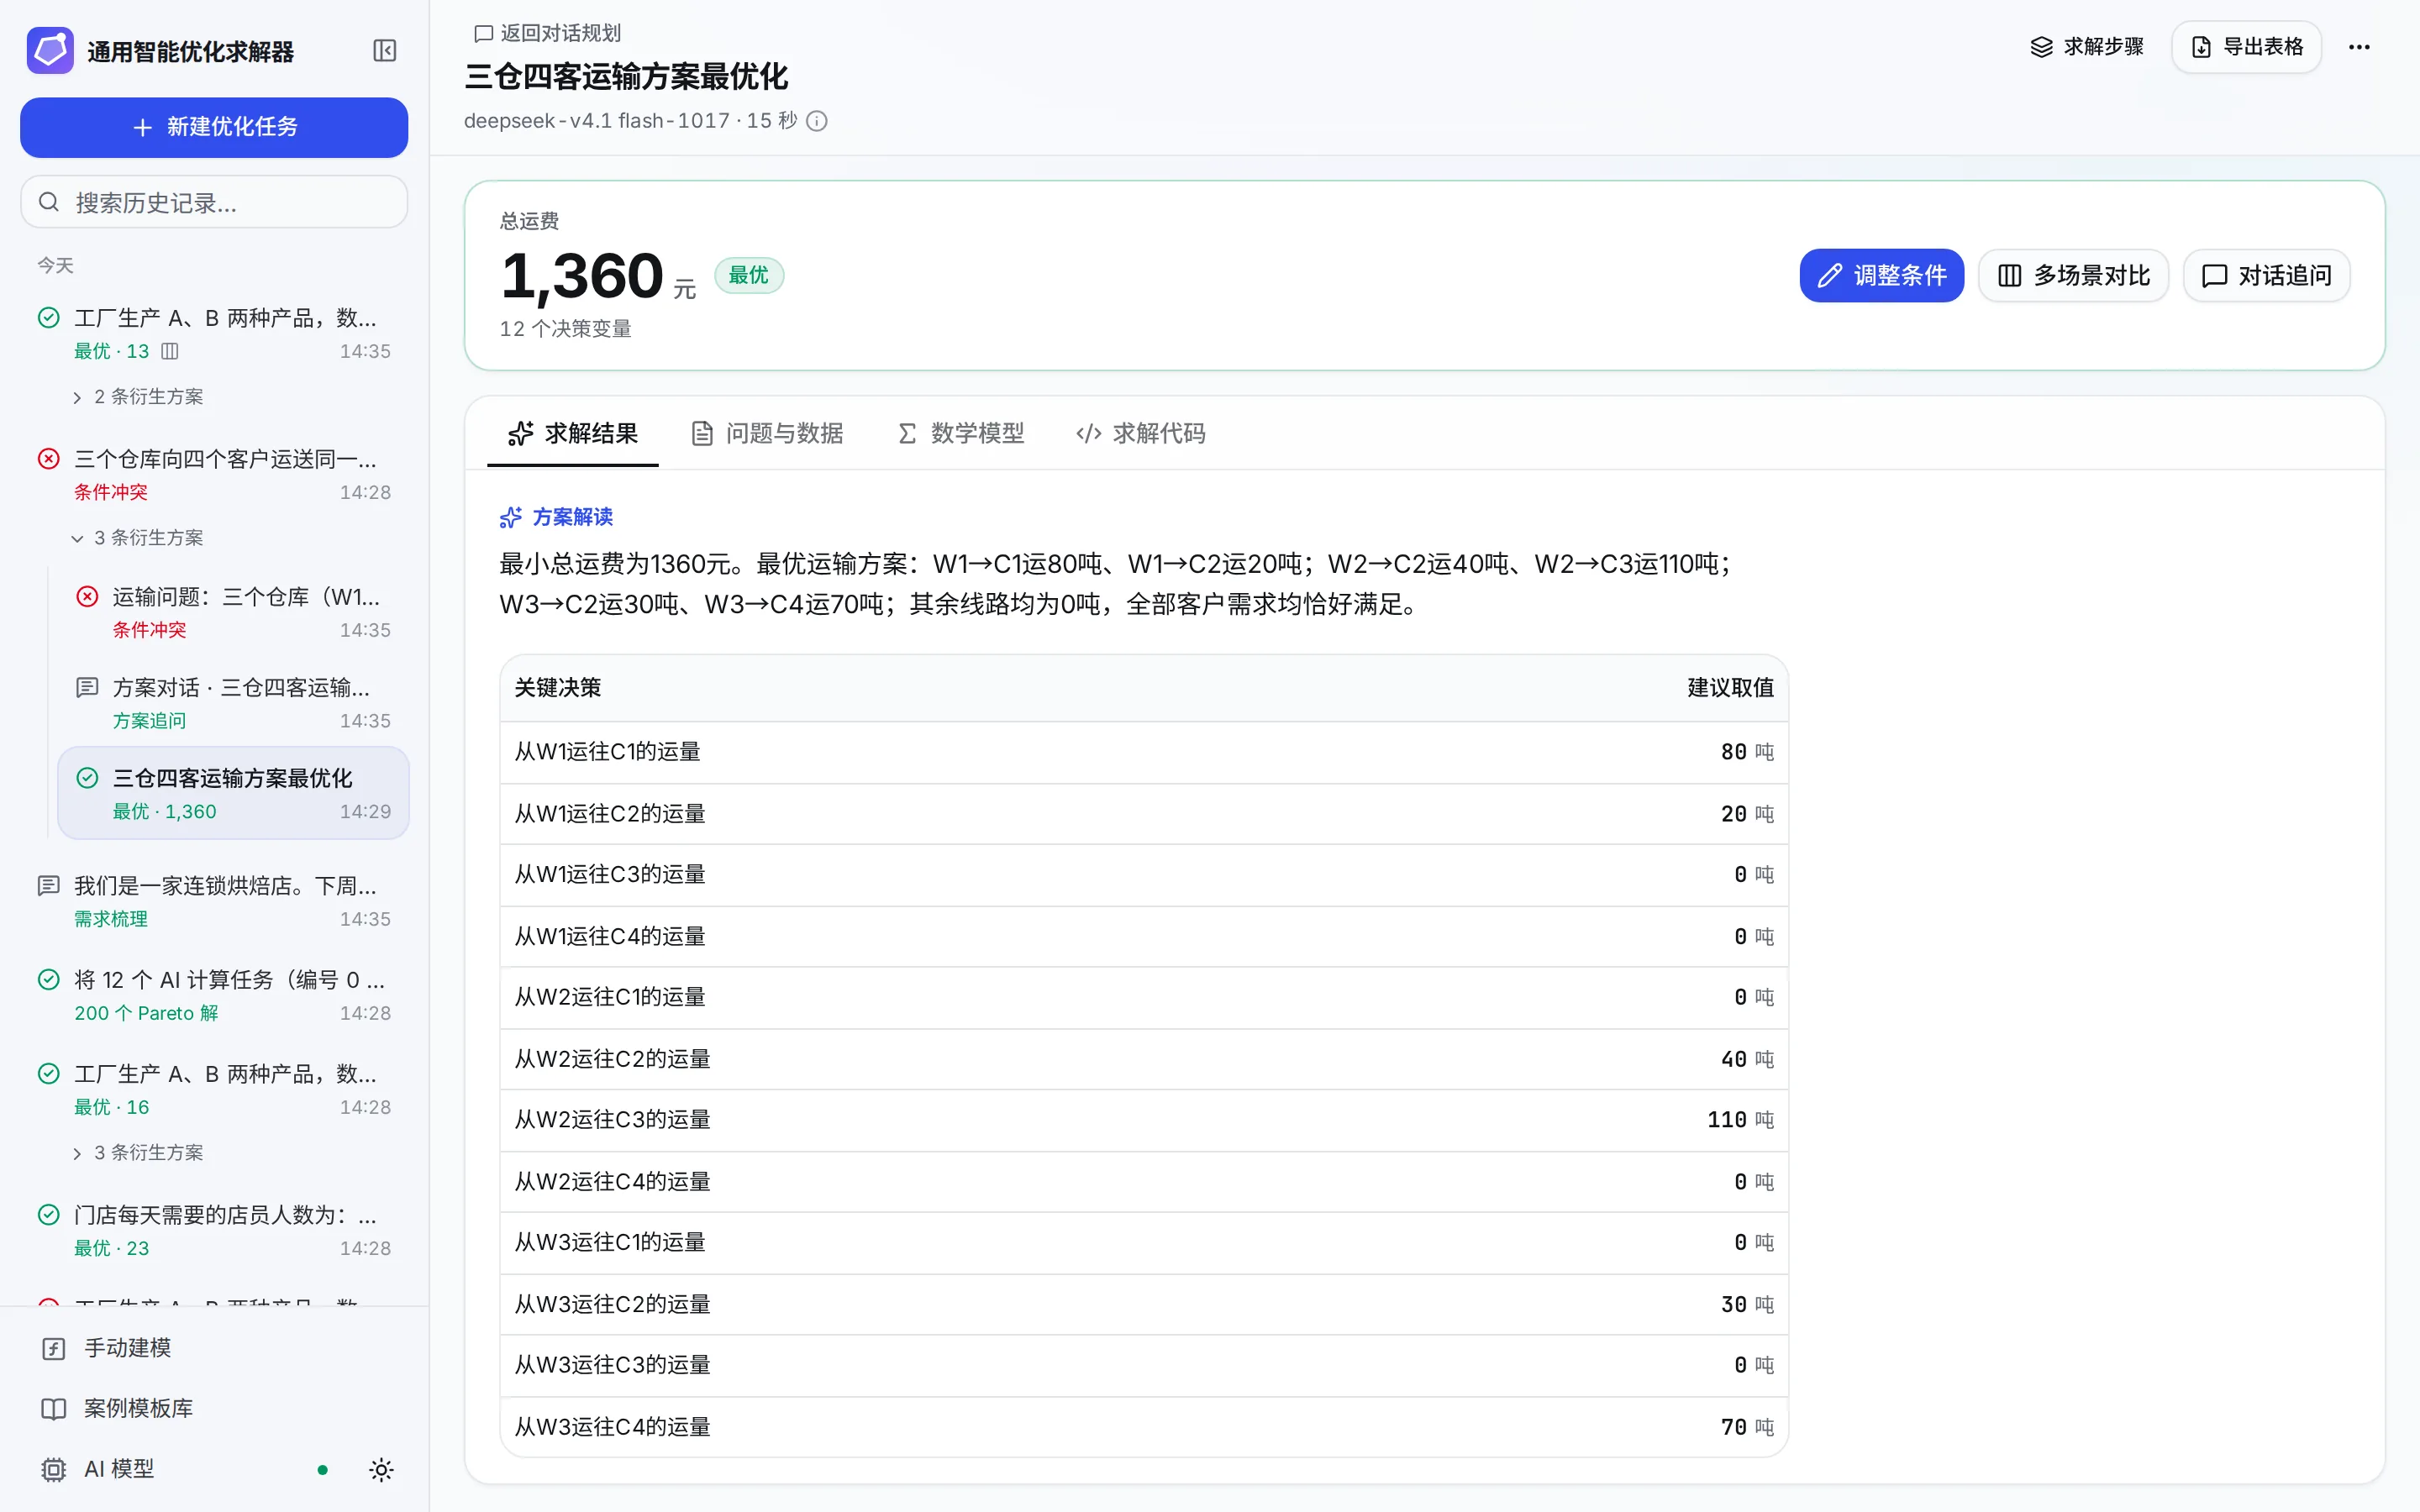 通用智能优化求解器
新建优化任务
搜索历史记录...
今天
工厂生产 A、B 两种产品，数...
最优 · 13
14:35
2 条衍生方案
三个仓库向四个客户运送同一...
条件冲突
14:28
3 条衍生方案
运输问题：三个仓库（W1...
条件冲突
14:35
方案对话 · 三仓四客运输...
方案追问
14:35
三仓四客运输方案最优化
最优 · 1,360
14:29
我们是一家连锁烘焙店。下周...
需求梳理
14:35
将 12 个 AI 计算任务（编号 0 ...
200 个 Pareto 解
14:28
工厂生产 A、B 两种产品，数...
最优 · 16
14:28
3 条衍生方案
门店每天需要的店员人数为：...
最优 · 23
14:28
手动建模
案例模板库
AI 模型
返回对话规划
三仓四客运输方案最优化
deepseek-v4.1 flash-1017 · 15 秒
求解步骤
导出表格
总运费
1,360 元 最优
12 个决策变量
调整条件
多场景对比
对话追问
求解结果
问题与数据
数学模型
求解代码
方案解读
最小总运费为1360元。最优运输方案：W1→C1运80吨、W1→C2运20吨；W2→C2运40吨、W2→C3运110吨；
W3→C2运30吨、W3→C4运70吨；其余线路均为0吨，全部客户需求均恰好满足。
关键决策 建议取值
从W1运往C1的运量 80 吨
从W1运往C2的运量 20 吨
从W1运往C3的运量 0 吨
从W1运往C4的运量 0 吨
从W2运往C1的运量 0 吨
从W2运往C2的运量 40 吨
从W2运往C3的运量 110 吨
从W2运往C4的运量 0 吨
从W3运往C1的运量 0 吨
从W3运往C2的运量 30 吨
从W3运往C3的运量 0 吨
从W3运往C4的运量 70 吨